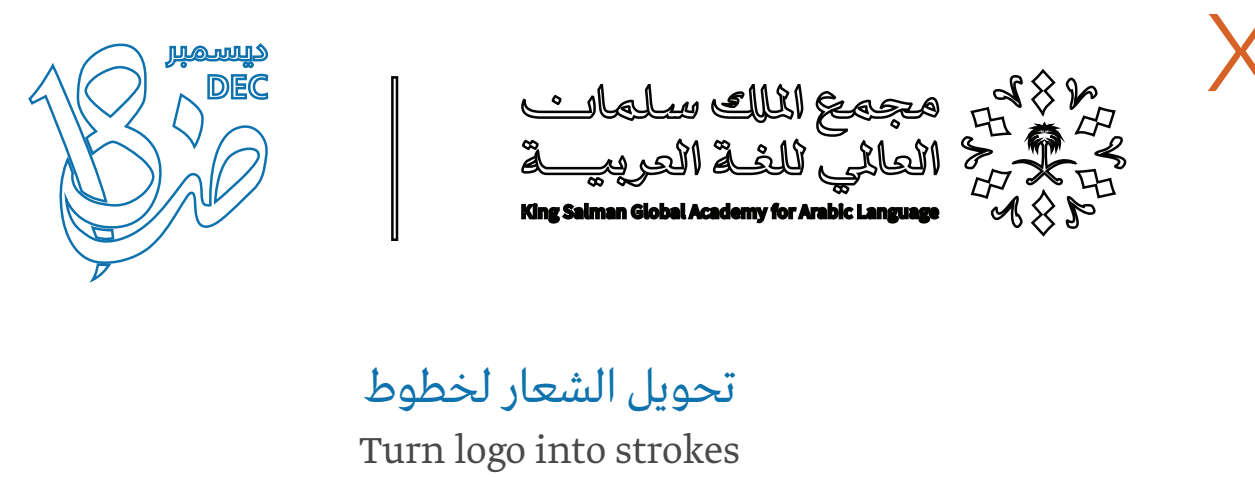 مجمع الملك سلمان
العالمي للغة العربية
King Salman Global Academy for Arabic Language
ديسمبر
DEC
18
ض
X
تحويل الشعار لخطوط
Turn logo into strokes